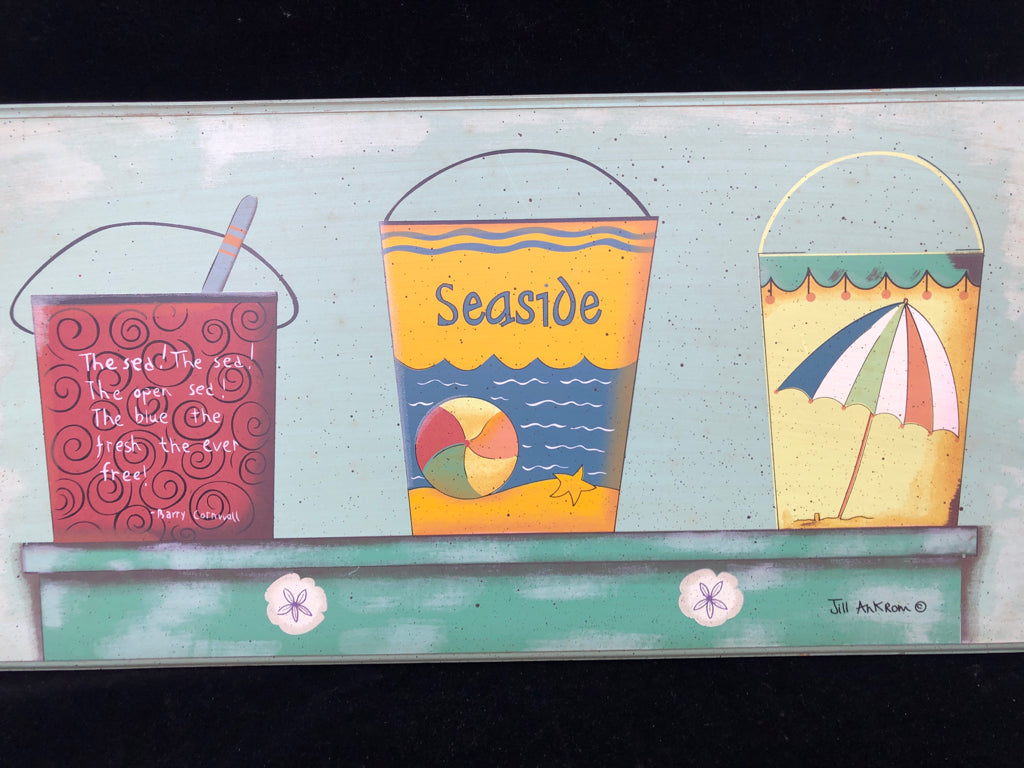 The sea! The sea!
The open sea!
The blue the
fresh the ever
free!
-Barry Cornwall
Seaside
Jill Ankrom ©